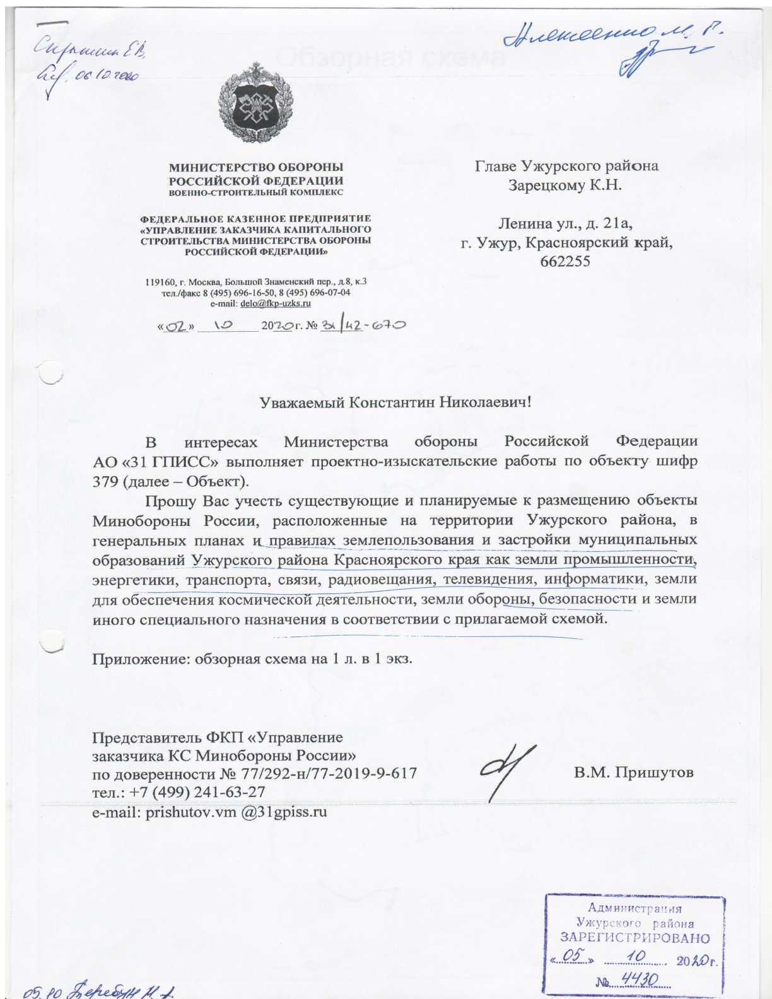 Скрыпник Е.В.
06.10.2020
Алексеенко М. Г.
Обзорная схема
МИНИСТЕРСТВО ОБОРОНЫ
РОССИЙСКОЙ ФЕДЕРАЦИИ
ВОЕННО-СТРОИТЕЛЬНЫЙ КОМПЛЕКС
ФЕДЕРАЛЬНОЕ КАЗЕННОЕ ПРЕДПРИЯТИЕ
«УПРАВЛЕНИЕ ЗАКАЗЧИКА КАПИТАЛЬНОГО
СТРОИТЕЛЬСТВА МИНИСТЕРСТВА ОБОРОНЫ
РОССИЙСКОЙ ФЕДЕРАЦИИ»
119160, г. Москва, Большой Знаменский пер., д.8, к.3
тел./факс 8 (495) 696-16-50, 8 (495) 696-07-04
e-mail: delo@fkp-uzks.ru
«02» 10 2020 г. № 31/42-670
Главе Ужурского района
Зарецкому К.Н.
Ленина ул., д. 21а,
г. Ужур, Красноярский край,
662255
Уважаемый Константин Николаевич!
В интересах Министерства обороны Российской Федерации
АО «31 ГПИСС» выполняет проектно-изыскательские работы по объекту шифр
379 (далее – Объект).
Прошу Вас учесть существующие и планируемые к размещению объекты
Минобороны России, расположенные на территории Ужурского района, в
генеральных планах и правилах землепользования и застройки муниципальных
образований Ужурского района Красноярского края как земли промышленности,
энергетики, транспорта, связи, радиовещания, телевидения, информатики, земли
для обеспечения космической деятельности, земли обороны, безопасности и земли
иного специального назначения в соответствии с прилагаемой схемой.
Приложение: обзорная схема на 1 л. в 1 экз.
Представитель ФКП «Управление
заказчика КС Минобороны России»
по доверенности № 77/292-н/77-2019-9-617
тел.: +7 (499) 241-63-27
e-mail: prishutov.vm @31gpiss.ru
В.М. Пришутов
Администрация
Ужурского района
ЗАРЕГИСТРИРОВАНО
«05» 10 2020 г.
№ 4430
05.10